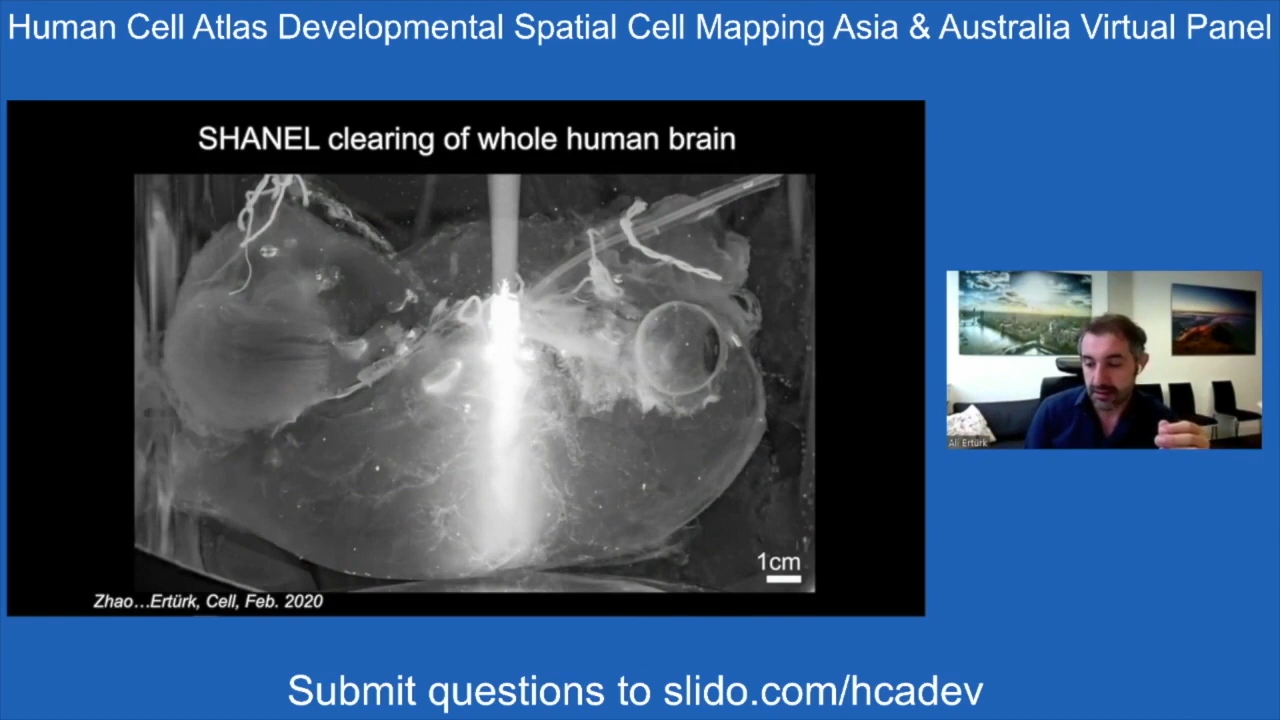 Human Cell Atlas Developmental Spatial Cell Mapping Asia & Australia Virtual Panel
SHANEL clearing of whole human brain
1cm
Zhao...Ertürk, Cell, Feb. 2020
Ali Ertürk
Submit questions to slido.com/hcadev